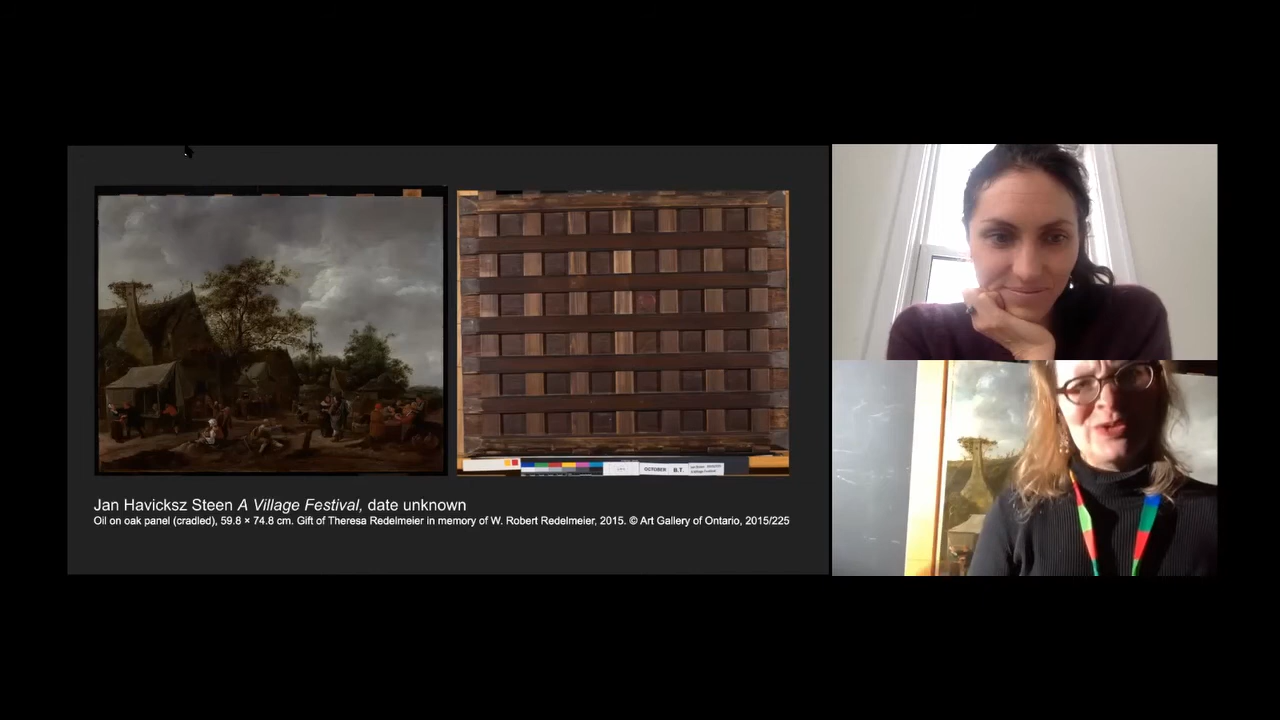 Jan Havicksz Steen A Village Festival, date unknown
Oil on oak panel (cradled), 59.8 × 74.8 cm. Gift of Theresa Redelmeier in memory of W. Robert Redelmeier, 2015. © Art Gallery of Ontario, 2015/225
OCTOBER B.T.